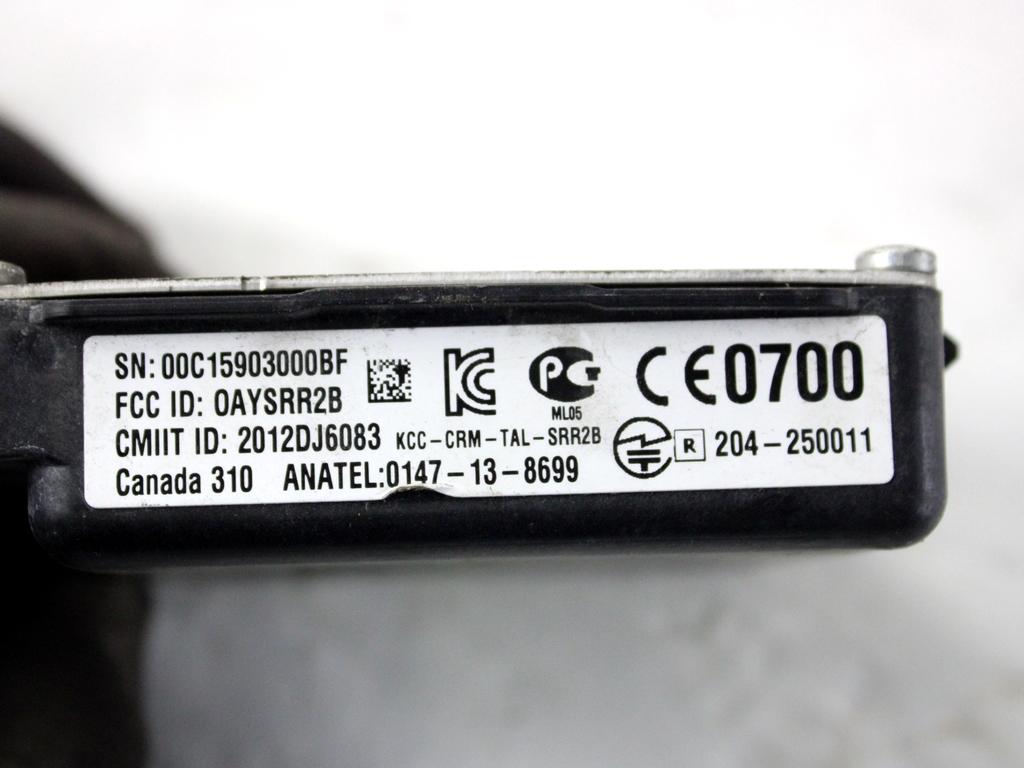 SN: 00C15903000BF
FCC ID: OAYSRR2B
CMIIT ID: 2012DJ6083
KCC-CRM-TAL-SRR2B
Canada 310 ANATEL:0147-13-8699
ML05
CE0700
R 204-250011